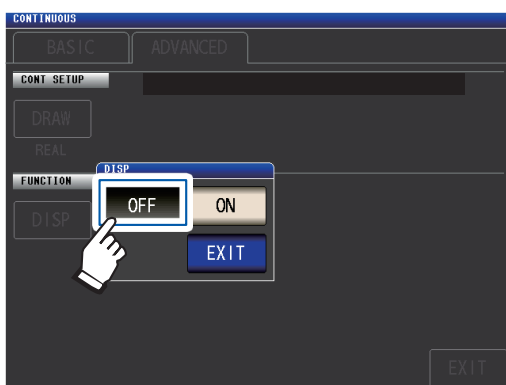 CONTINUOUS
BASIC ADVANCED
CONT SETUP
DRAW
REAL
DISP
FUNCTION
OFF ON
DISP
EXIT
EXIT